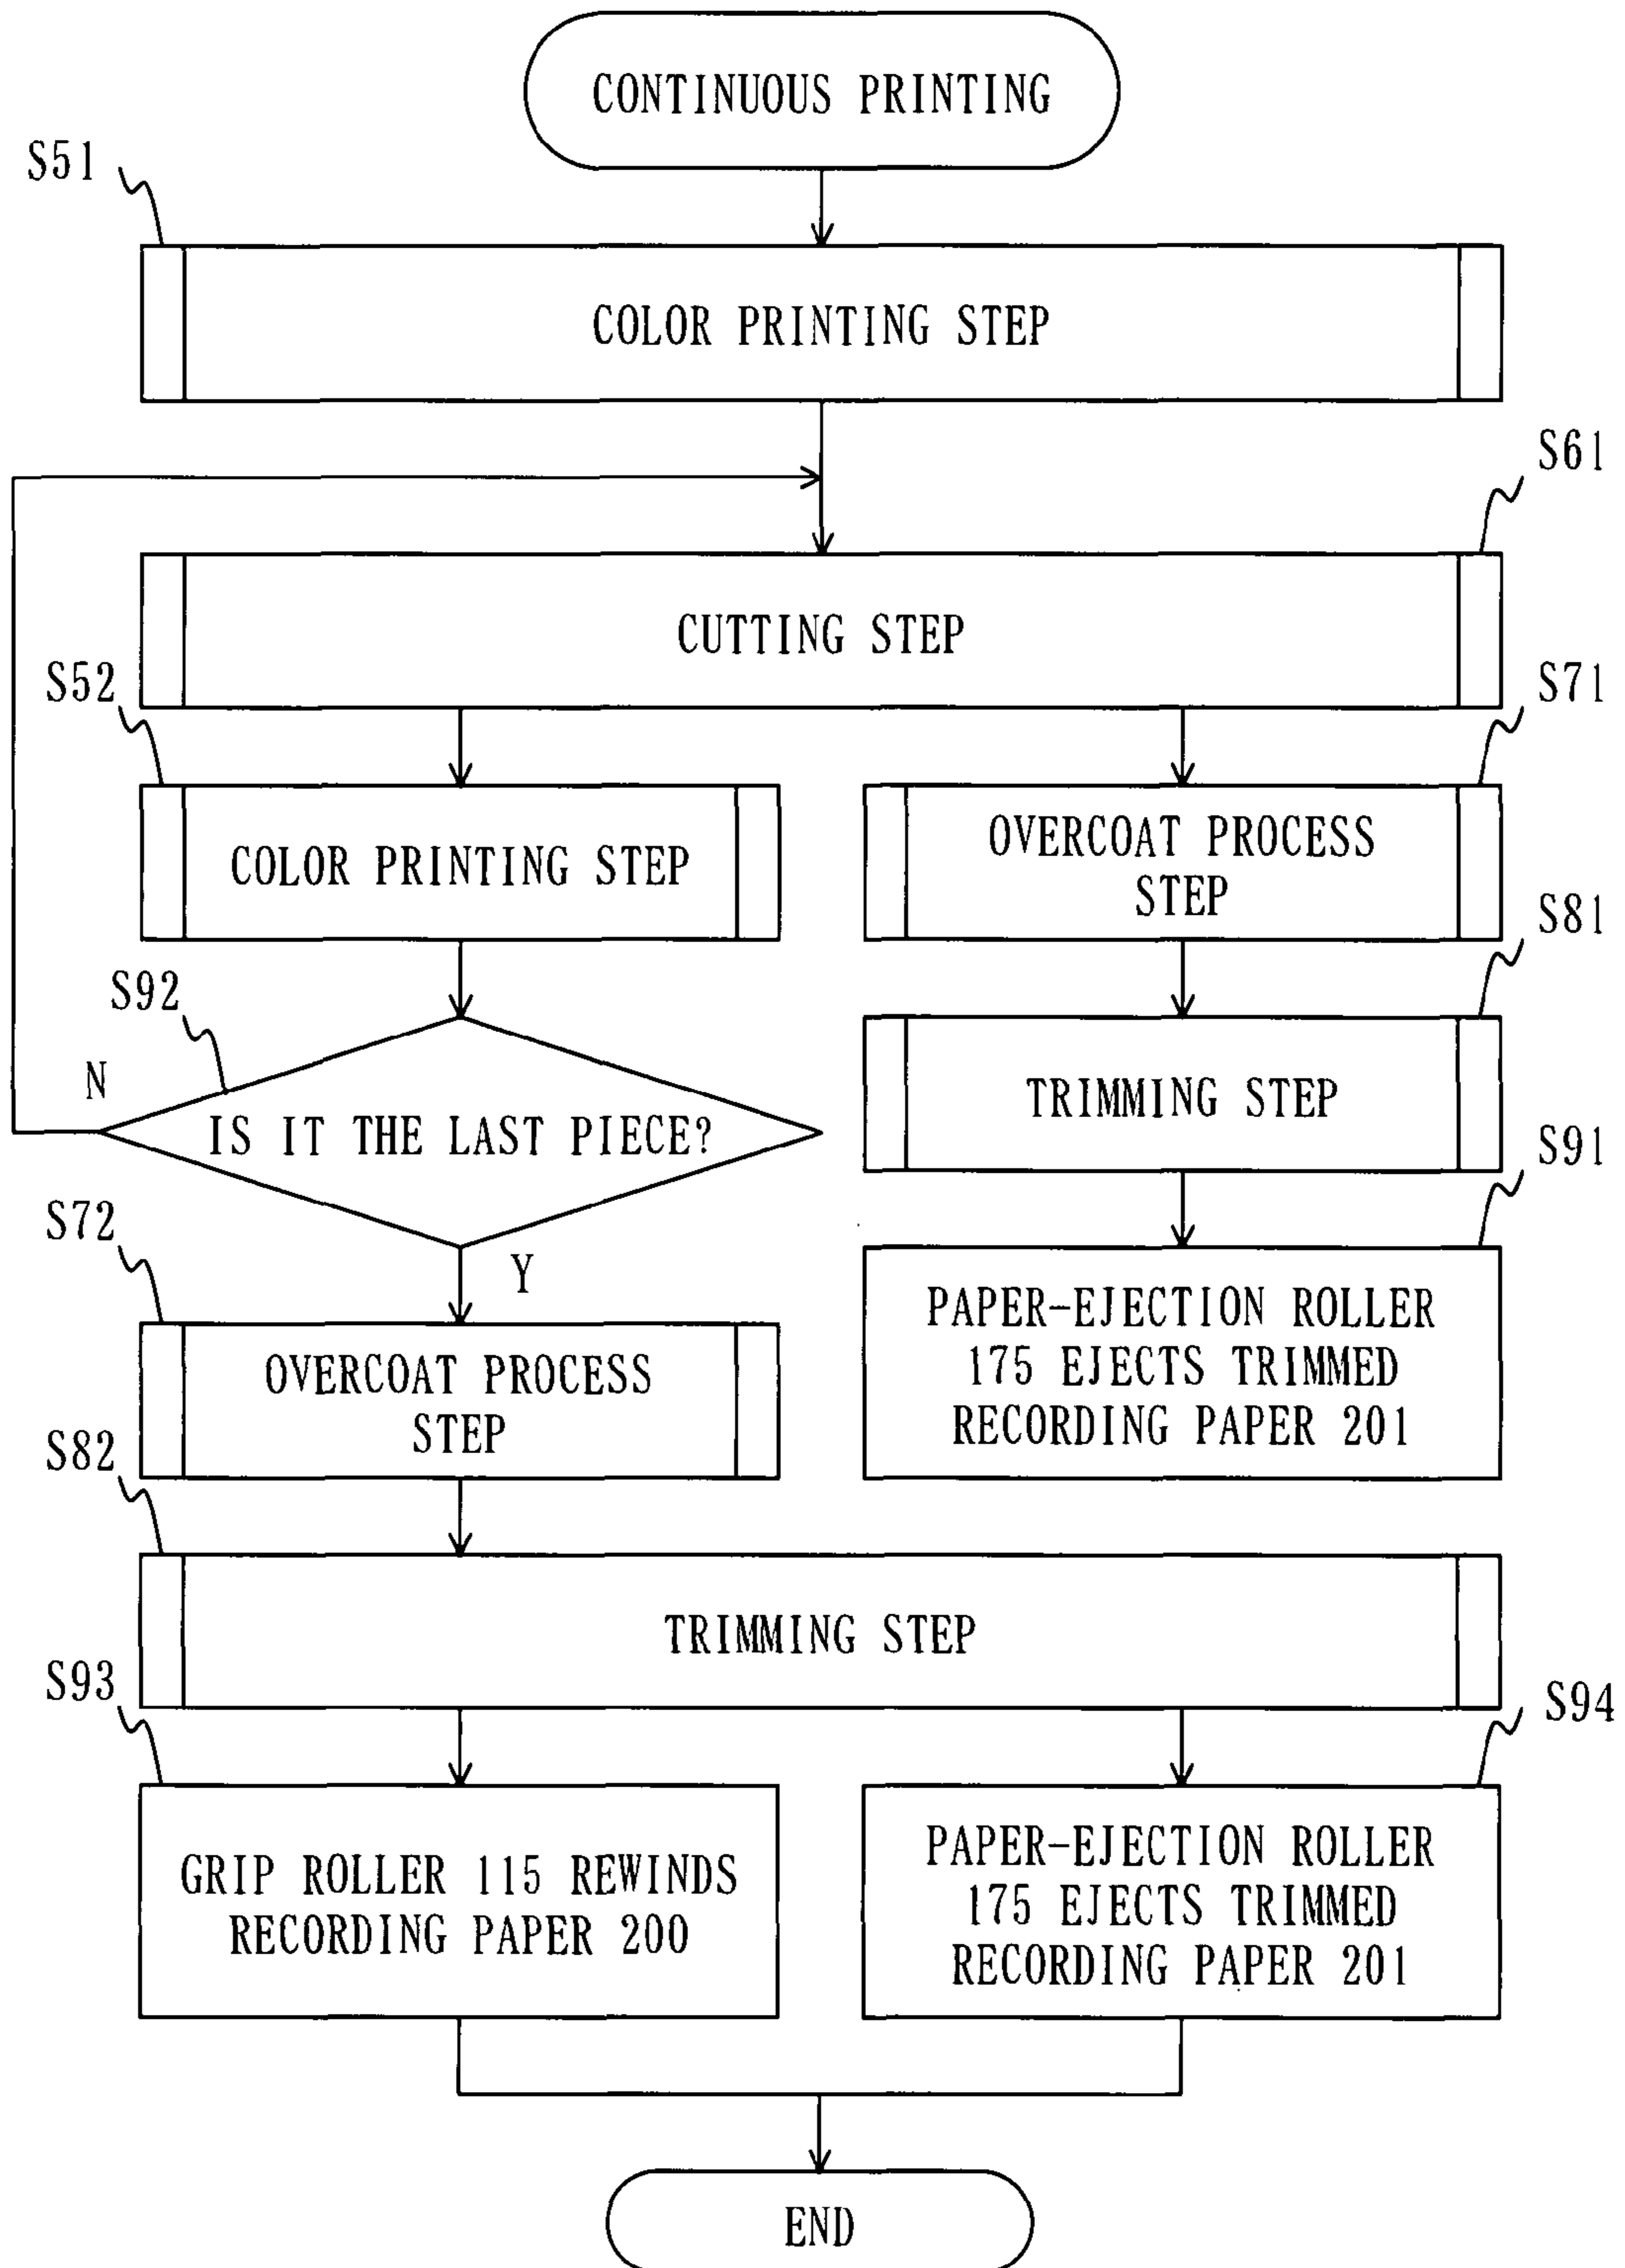 CONTINUOUS PRINTING
S51
COLOR PRINTING STEP
S61
CUTTING STEP
S52
S71
COLOR PRINTING STEP
OVERCOAT PROCESS
STEP
S81
S92
TRIMMING STEP
N
IS IT THE LAST PIECE?
S91
S72
Y
PAPER-EJECTION ROLLER
175 EJECTS TRIMMED
RECORDING PAPER 201
OVERCOAT PROCESS
STEP
S82
TRIMMING STEP
S93
S94
GRIP ROLLER 115 REWINDS
RECORDING PAPER 200
PAPER-EJECTION ROLLER
175 EJECTS TRIMMED
RECORDING PAPER 201
END